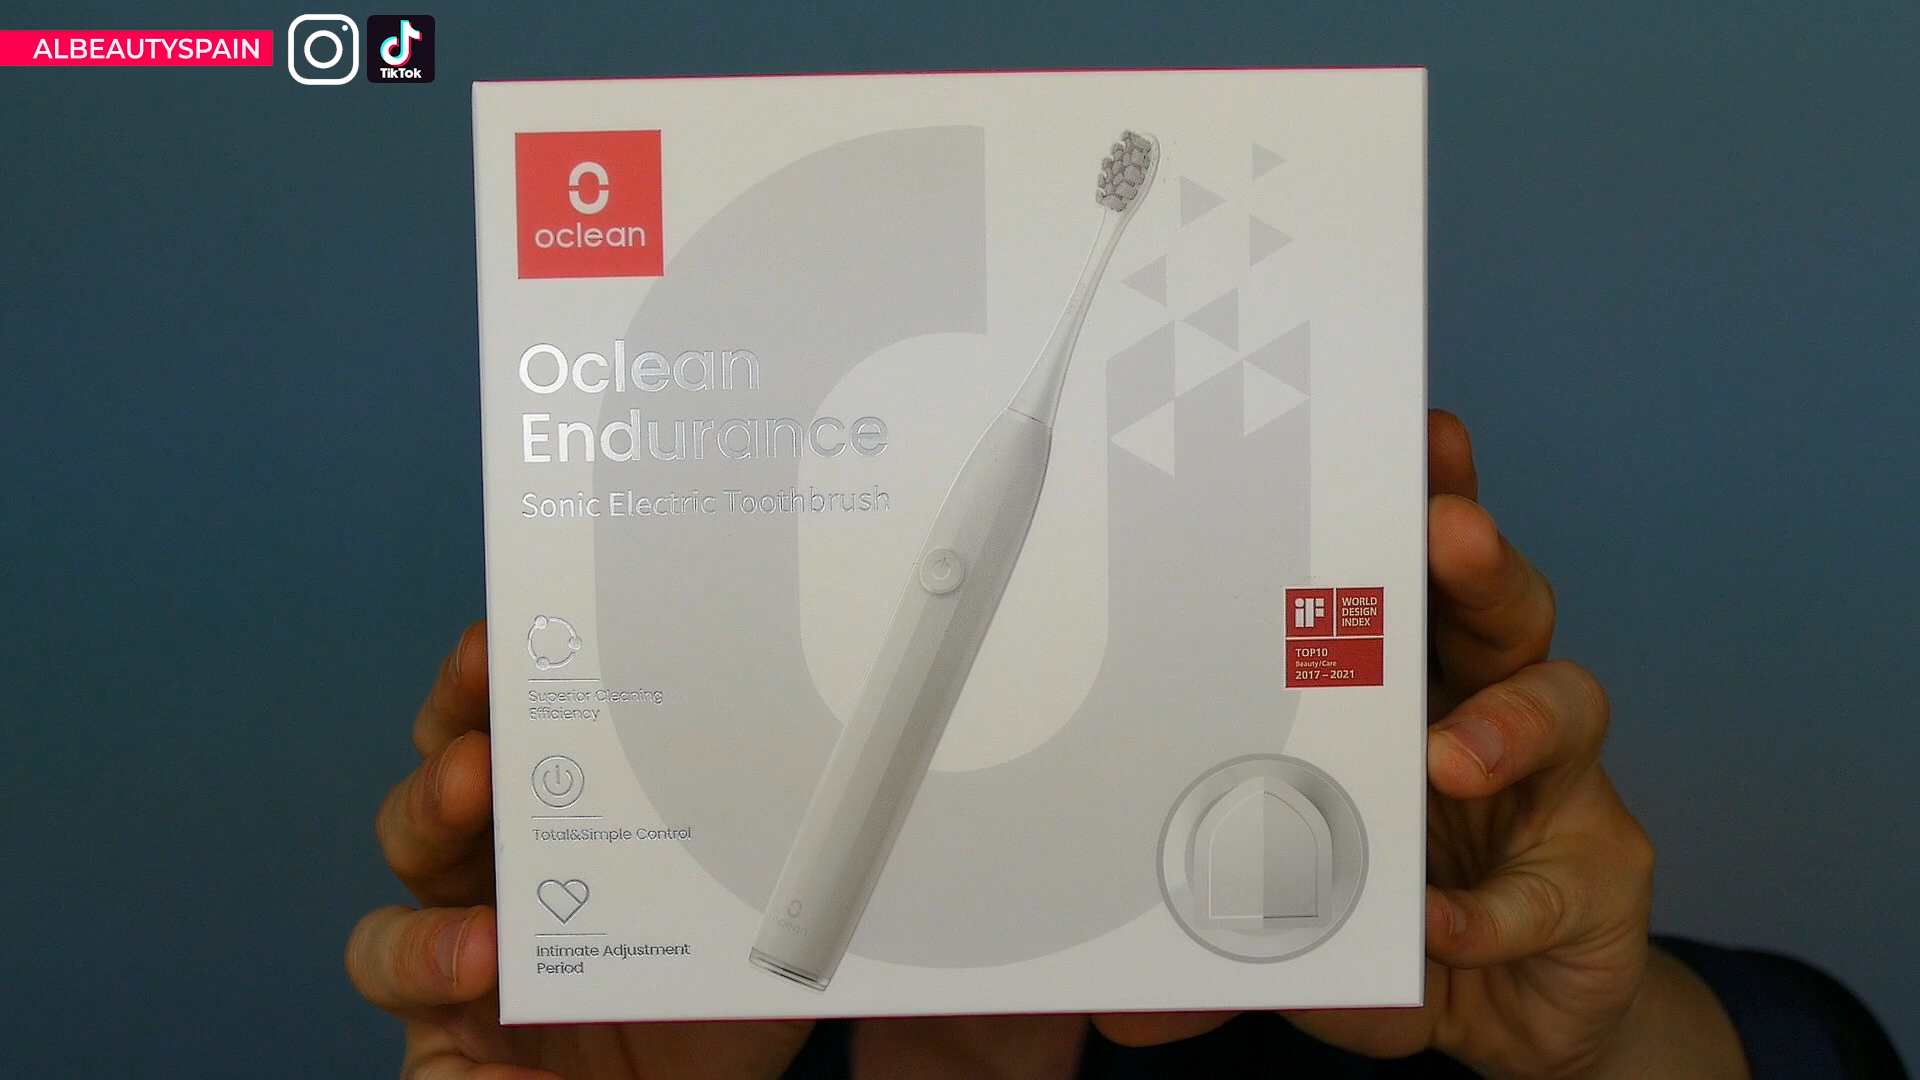 ALBEAUTYSPAIN
TikTok
oclean
Oclean
Endurance
Sonic Electric Toothbrush
Superior Cleaning
Efficiency
Total&Simple Control
Intimate Adjustment
Period
oclean
iF
WORLD
DESIGN
INDEX
TOP10
Beauty/Care
2017 – 2021